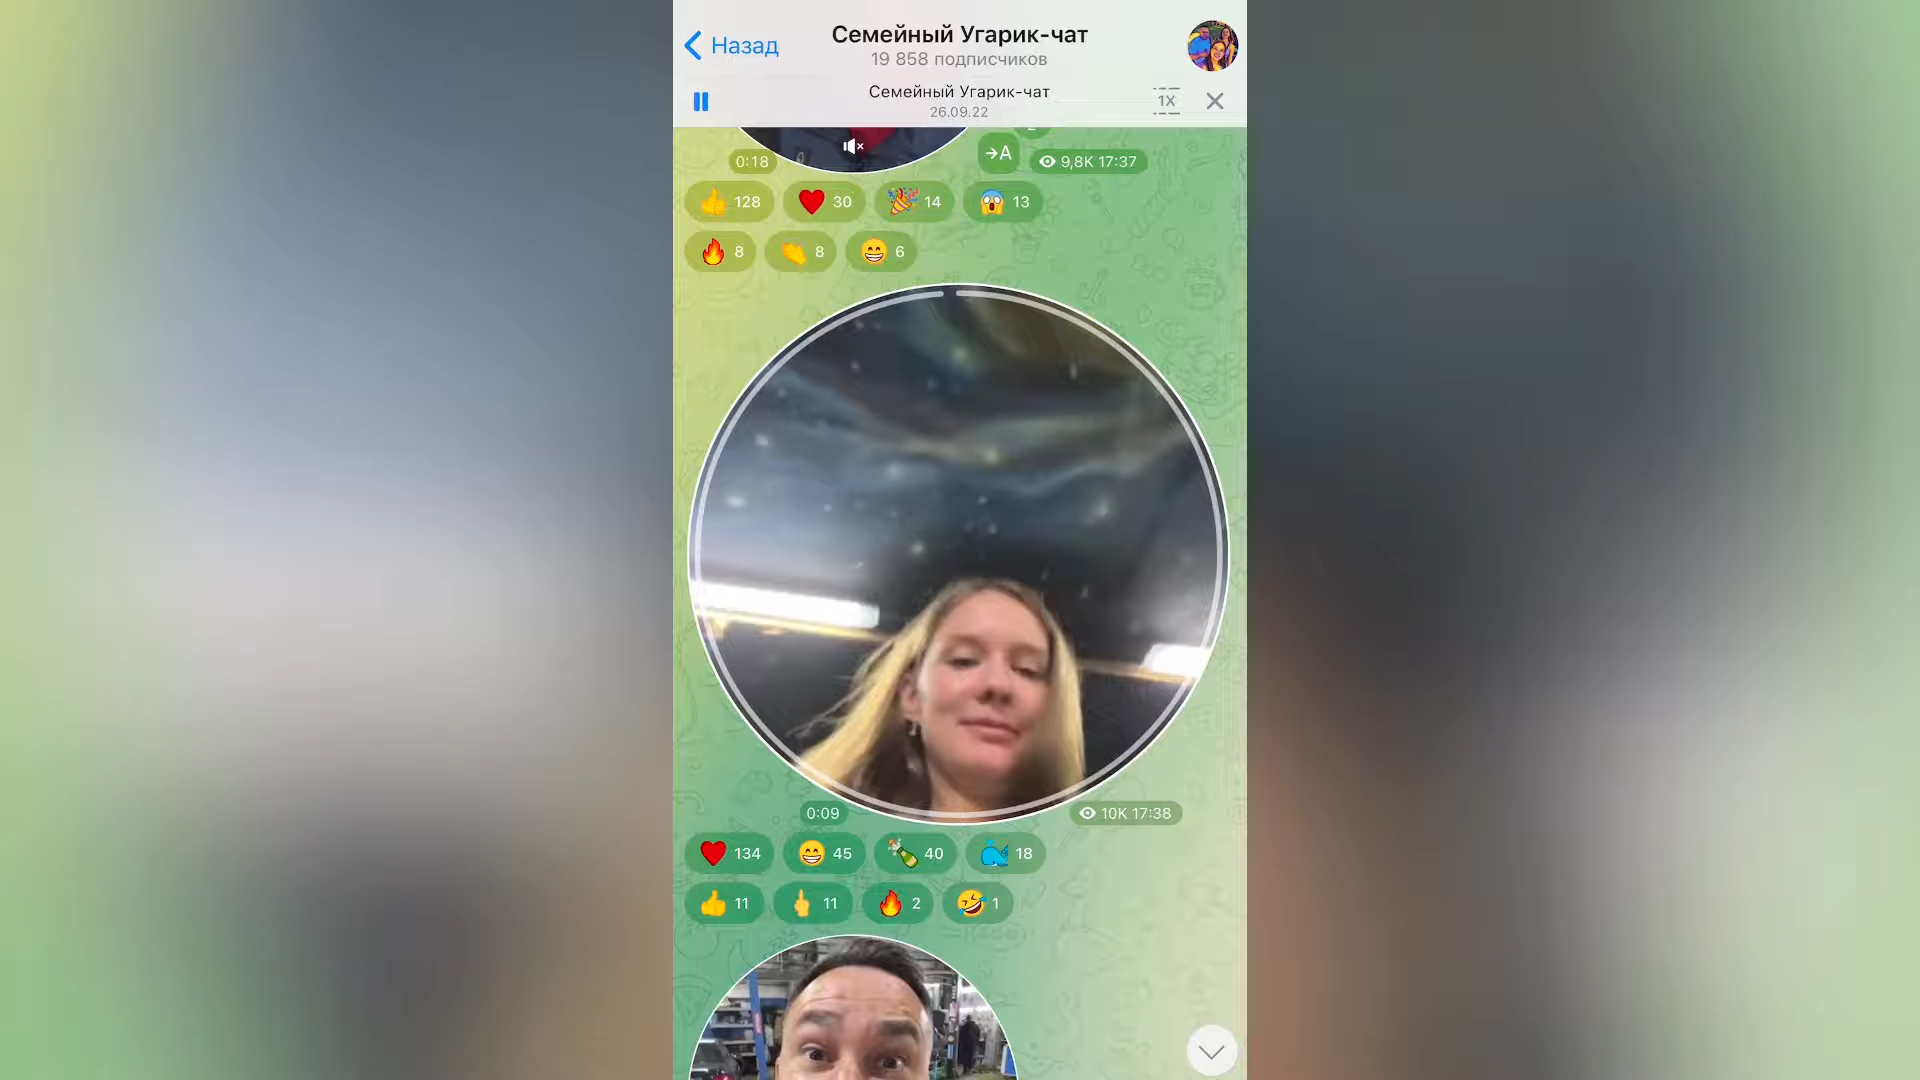 Назад
Семейный Угарик-чат
19 858 подписчиков
Семейный Угарик-чат
26.09.22
1X
0:18
→A
9,8K 17:37
128
30
14
13
8
8
6
0:09
10K 17:38
134
45
40
18
11
11
2
1